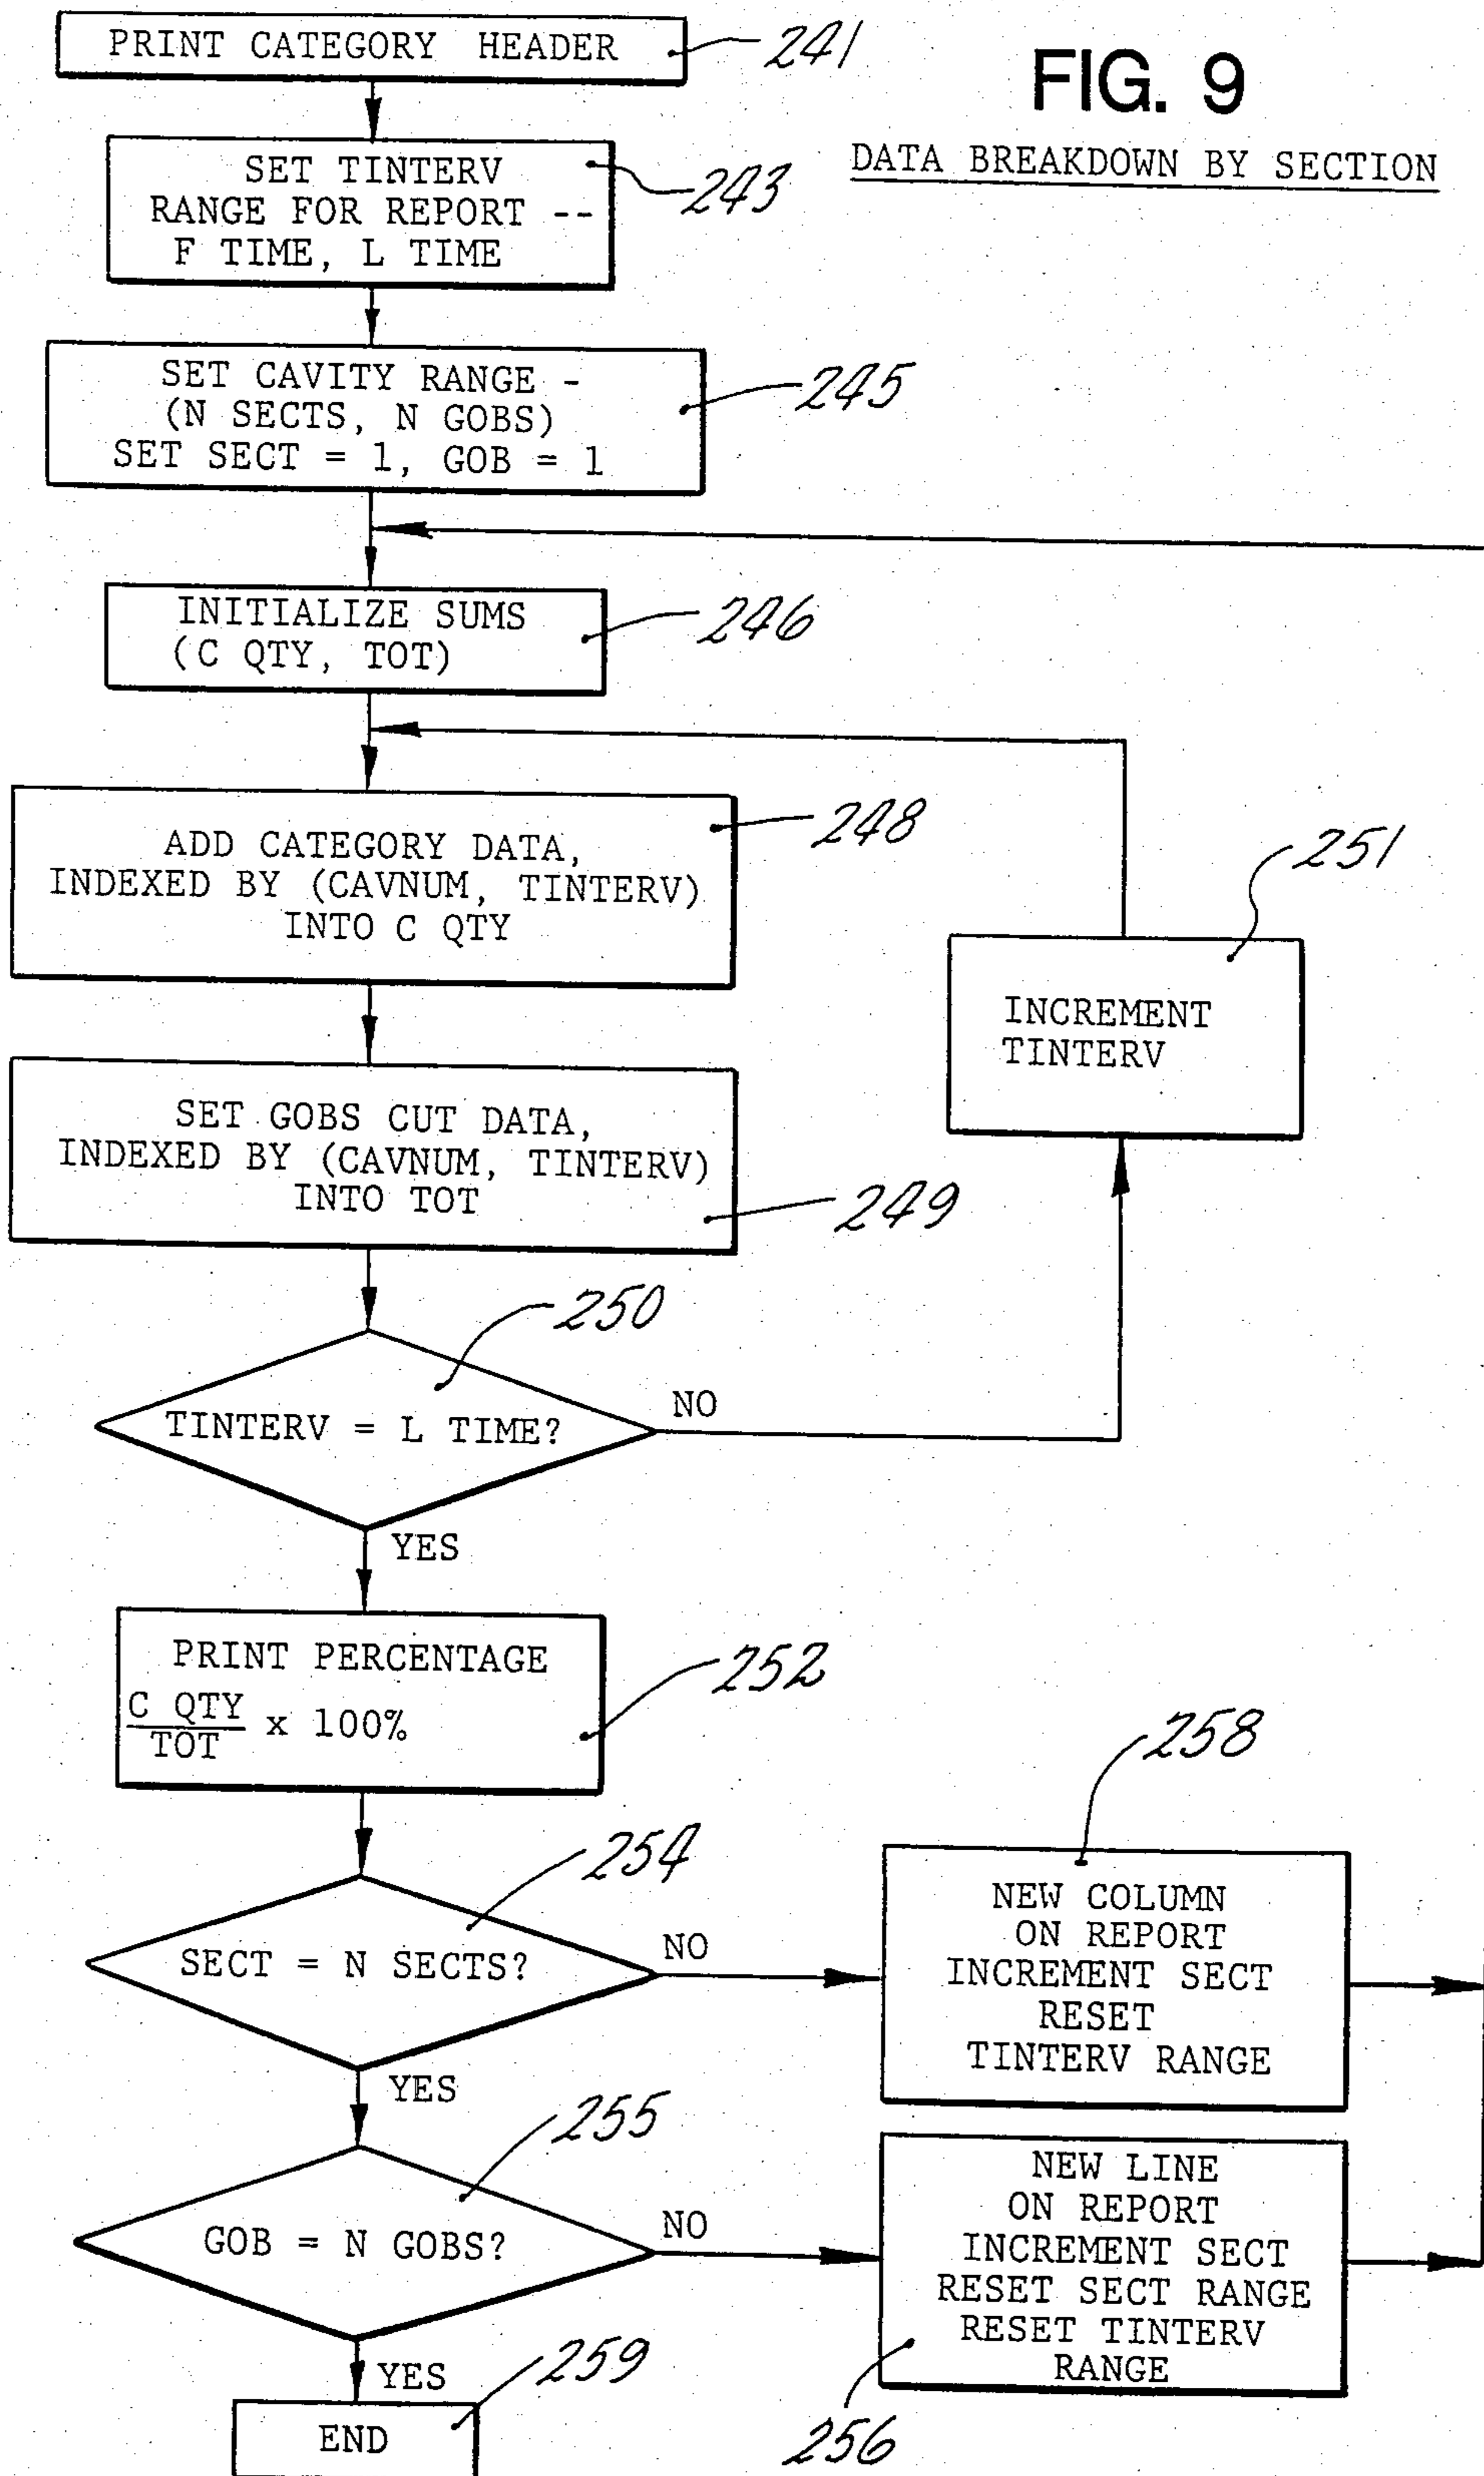 PRINT CATEGORY HEADER
241
FIG. 9
DATA BREAKDOWN BY SECTION
SET TINTERV
RANGE FOR REPORT --
F TIME, L TIME
243
SET CAVITY RANGE -
(N SECTS, N GOBS)
SET SECT = 1, GOB = 1
245
INITIALIZE SUMS
(C QTY, TOT)
246
ADD CATEGORY DATA,
INDEXED BY (CAVNUM, TINTERV)
INTO C QTY
248
251
INCREMENT
TINTERV
SET GOBS CUT DATA,
INDEXED BY (CAVNUM, TINTERV)
INTO TOT
249
250
TINTERV = L TIME?
NO
YES
PRINT PERCENTAGE
C QTY
TOT
x 100%
252
254
SECT = N SECTS?
NO
YES
258
NEW COLUMN
ON REPORT
INCREMENT SECT
RESET
TINTERV RANGE
255
GOB = N GOBS?
NO
YES
NEW LINE
ON REPORT
INCREMENT SECT
RESET SECT RANGE
RESET TINTERV
RANGE
256
259
END